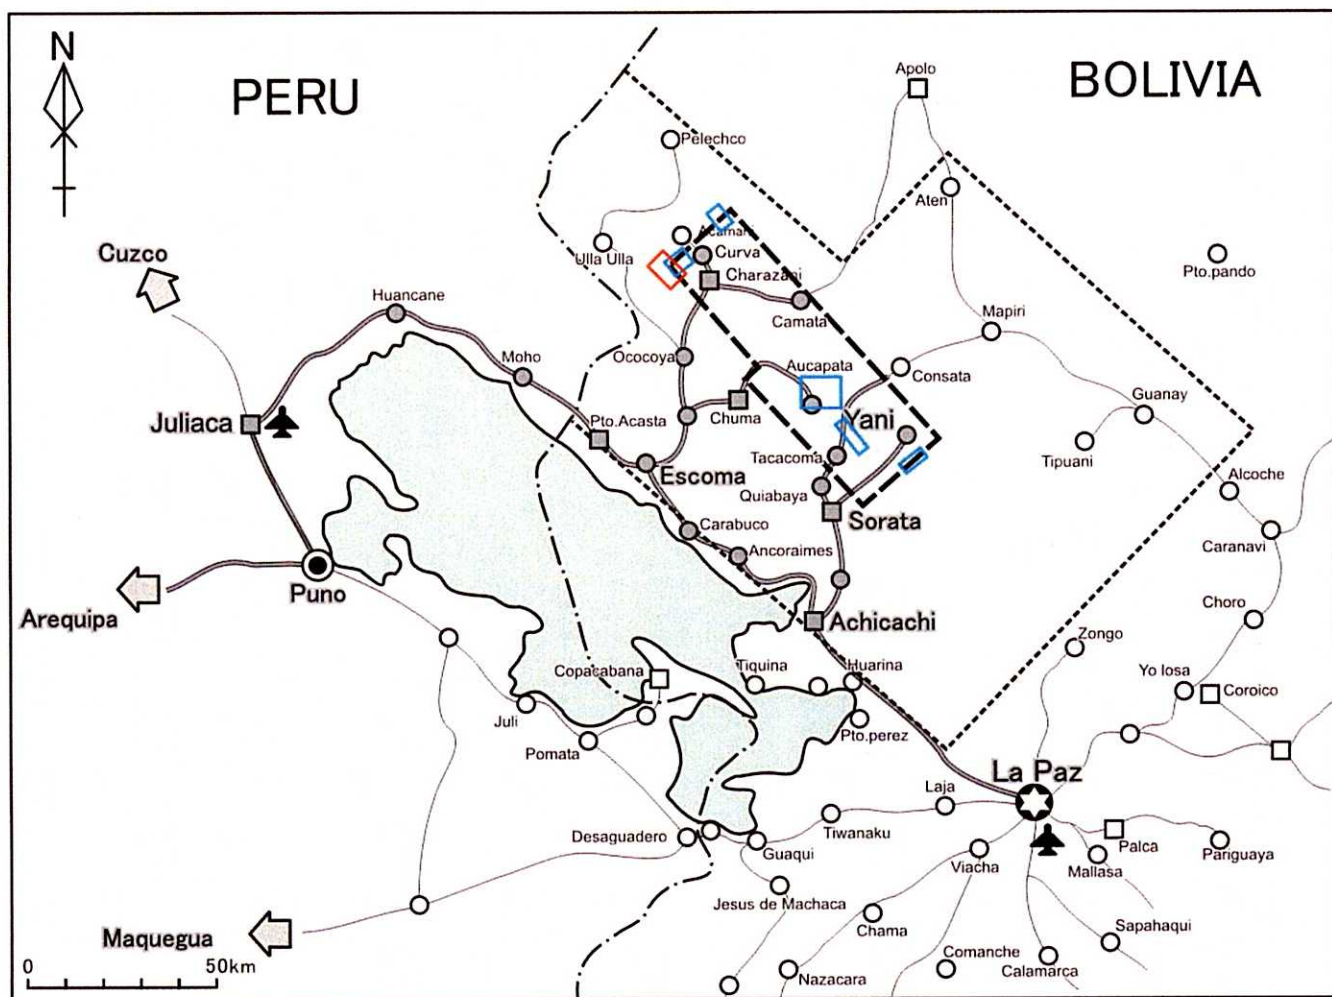 N
PERU
BOLIVIA
Apolo
Pelechco
Aten
Acamani
Cuzco
Ulla Ulla
Curva
Charazani
Pto.pando
Huancane
Camata
Mapiri
Moho
Ococoya
Aucapata
Consata
Guanay
Juliaca
Pto.Acasta
Chuma
Yani
Tipuani
Escoma
Tacacoma
Alcoche
Quiabaya
Sorata
Carabuco
Ancoraimes
Caranavi
Puno
Arequipa
Achicachi
Choro
Zongo
Copacabana
Tiquina
Huarina
Yo losa
Coroico
Juli
Pto.perez
Pomata
La Paz
Laja
Desaguadero
Tiwanaku
Guaqui
Viacha
Palca
Mallasa
Pariguaya
Jesus de Machaca
Maquegua
Chama
Sapahaqui
Comanche
Calamarca
Nazacara
0 50km